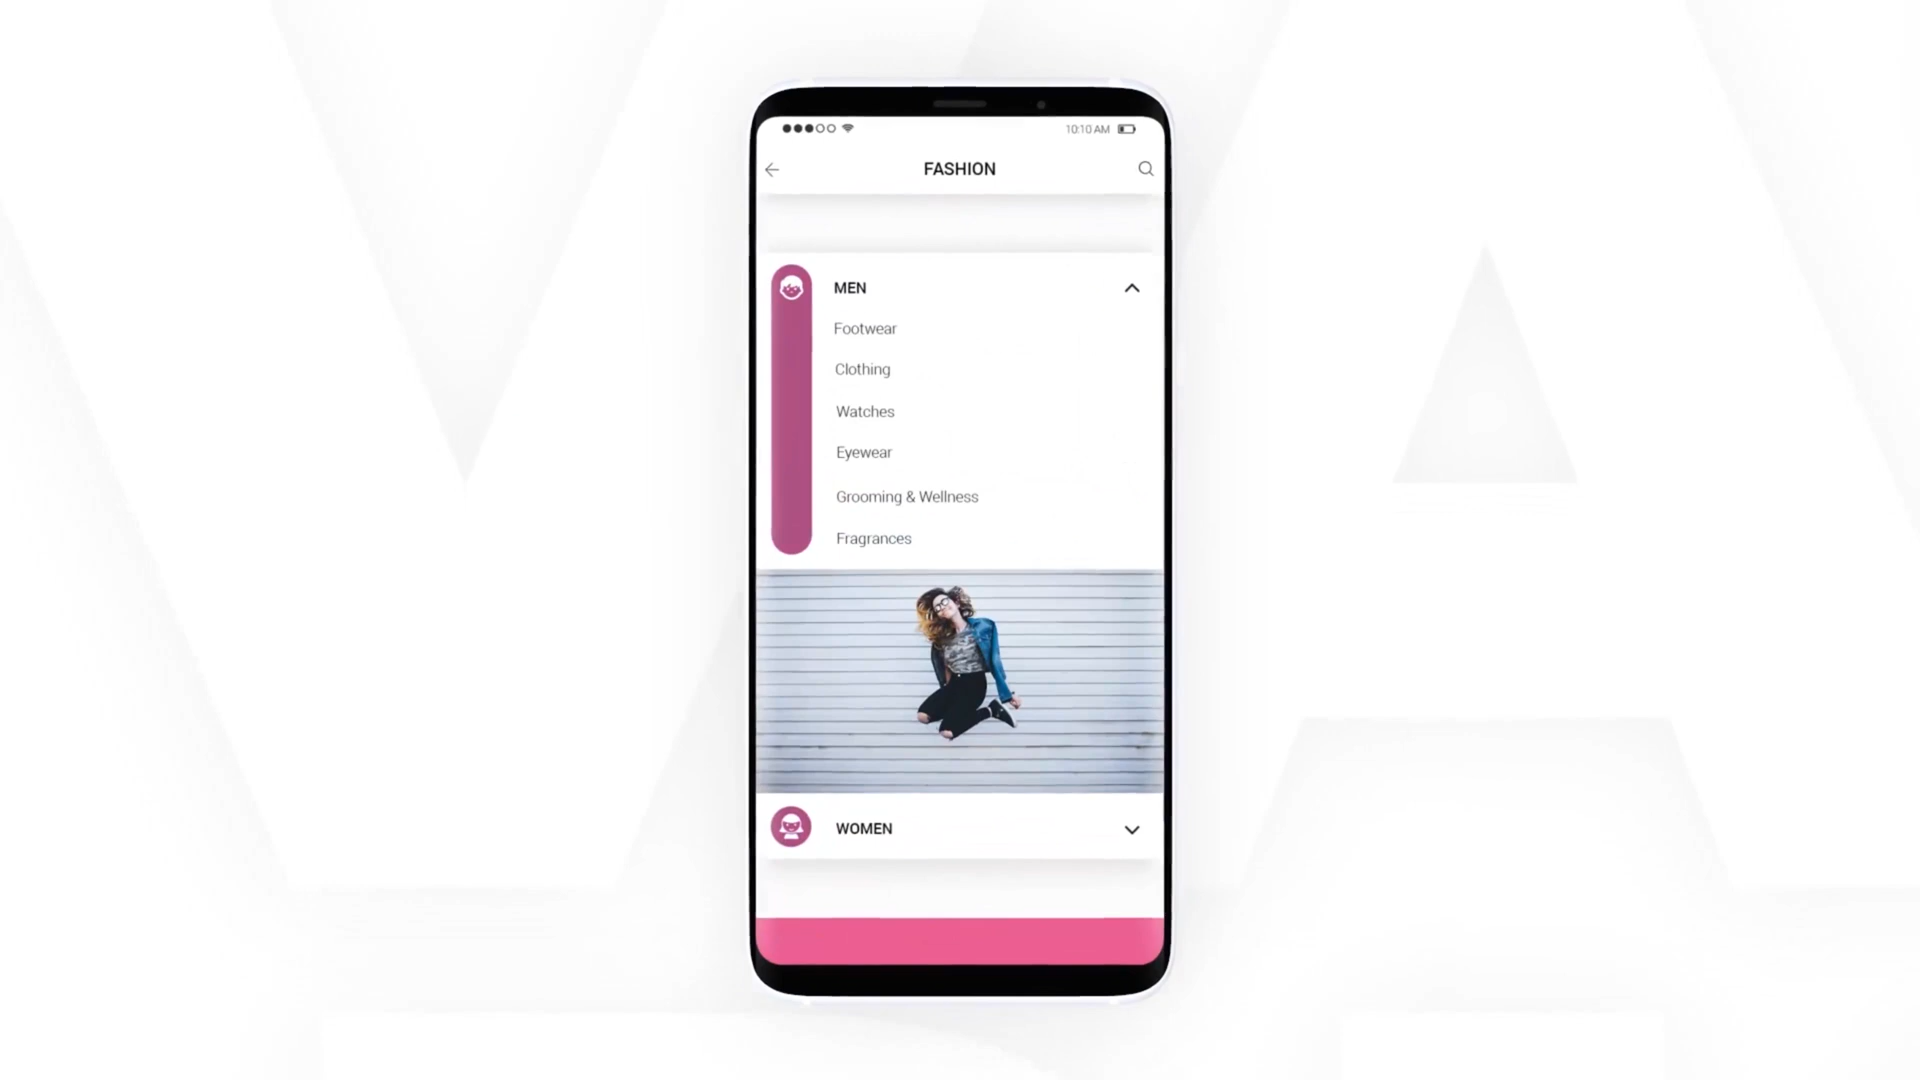 10:10 AM
FASHION
MEN
Footwear
Clothing
Watches
Eyewear
Grooming & Wellness
Fragrances
WOMEN